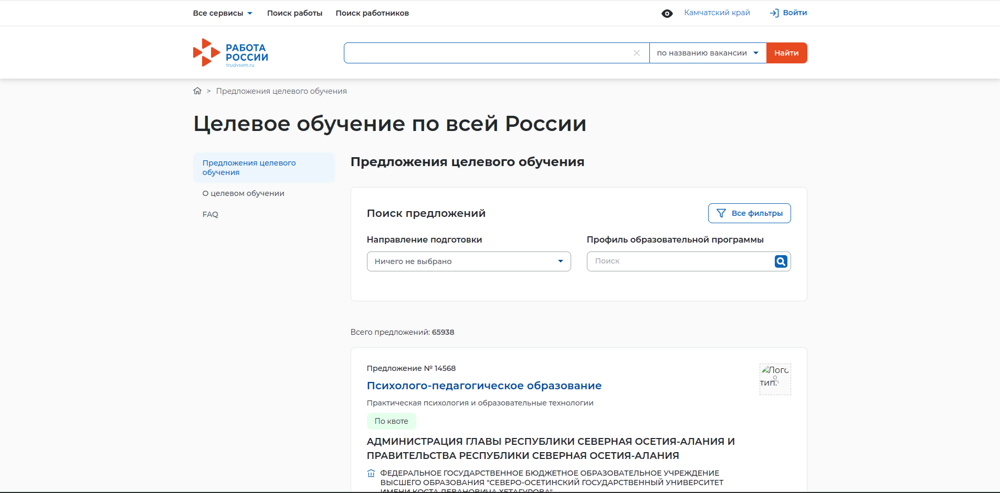 Все сервисы
Поиск работы
Поиск работников
Камчатский край
Войти
РАБОТА
РОССИИ
trudvsem.ru
по названию вакансии
Найти
> Предложения целевого обучения
Целевое обучение по всей России
Предложения целевого
обучения
О целевом обучении
FAQ
Предложения целевого обучения
Поиск предложений
Все фильтры
Направление подготовки
Ничего не выбрано
Профиль образовательной программы
Поиск
Всего предложений: 65938
Предложение № 14568
Лого
тип.
Психолого-педагогическое образование
Практическая психология и образовательные технологии
По квоте
АДМИНИСТРАЦИЯ ГЛАВЫ РЕСПУБЛИКИ СЕВЕРНАЯ ОСЕТИЯ-АЛАНИЯ И
ПРАВИТЕЛЬСТВА РЕСПУБЛИКИ СЕВЕРНАЯ ОСЕТИЯ-АЛАНИЯ
ФЕДЕРАЛЬНОЕ ГОСУДАРСТВЕННОЕ БЮДЖЕТНОЕ ОБРАЗОВАТЕЛЬНОЕ УЧРЕЖДЕНИЕ
ВЫСШЕГО ОБРАЗОВАНИЯ "СЕВЕРО-ОСЕТИНСКИЙ ГОСУДАРСТВЕННЫЙ УНИВЕРСИТЕТ
ИМЕНИ КОСТА ЛЕВАНОВИЧА ХЕТАГУРОВА"